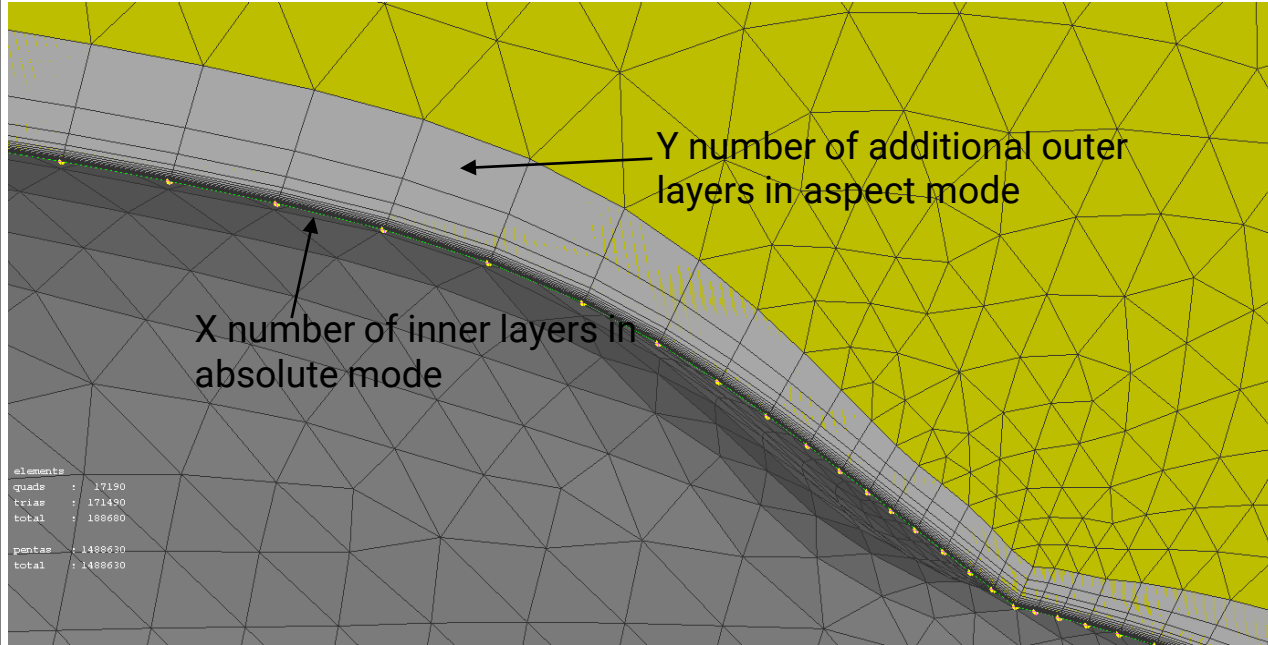 Y number of additional outer
layers in aspect mode
X number of inner layers in
absolute mode
elements
quads : 17190
trias : 171490
total : 188680
pentas : 1488630
total : 1488630